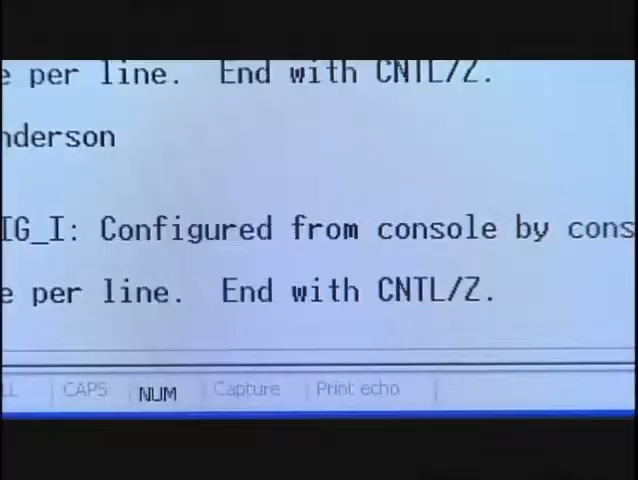 e per line.  End with CNTL/Z.
nderson
IG_I: Configured from console by cons
e per line.  End with CNTL/Z.
LL CAPS NUM Capture Print echo